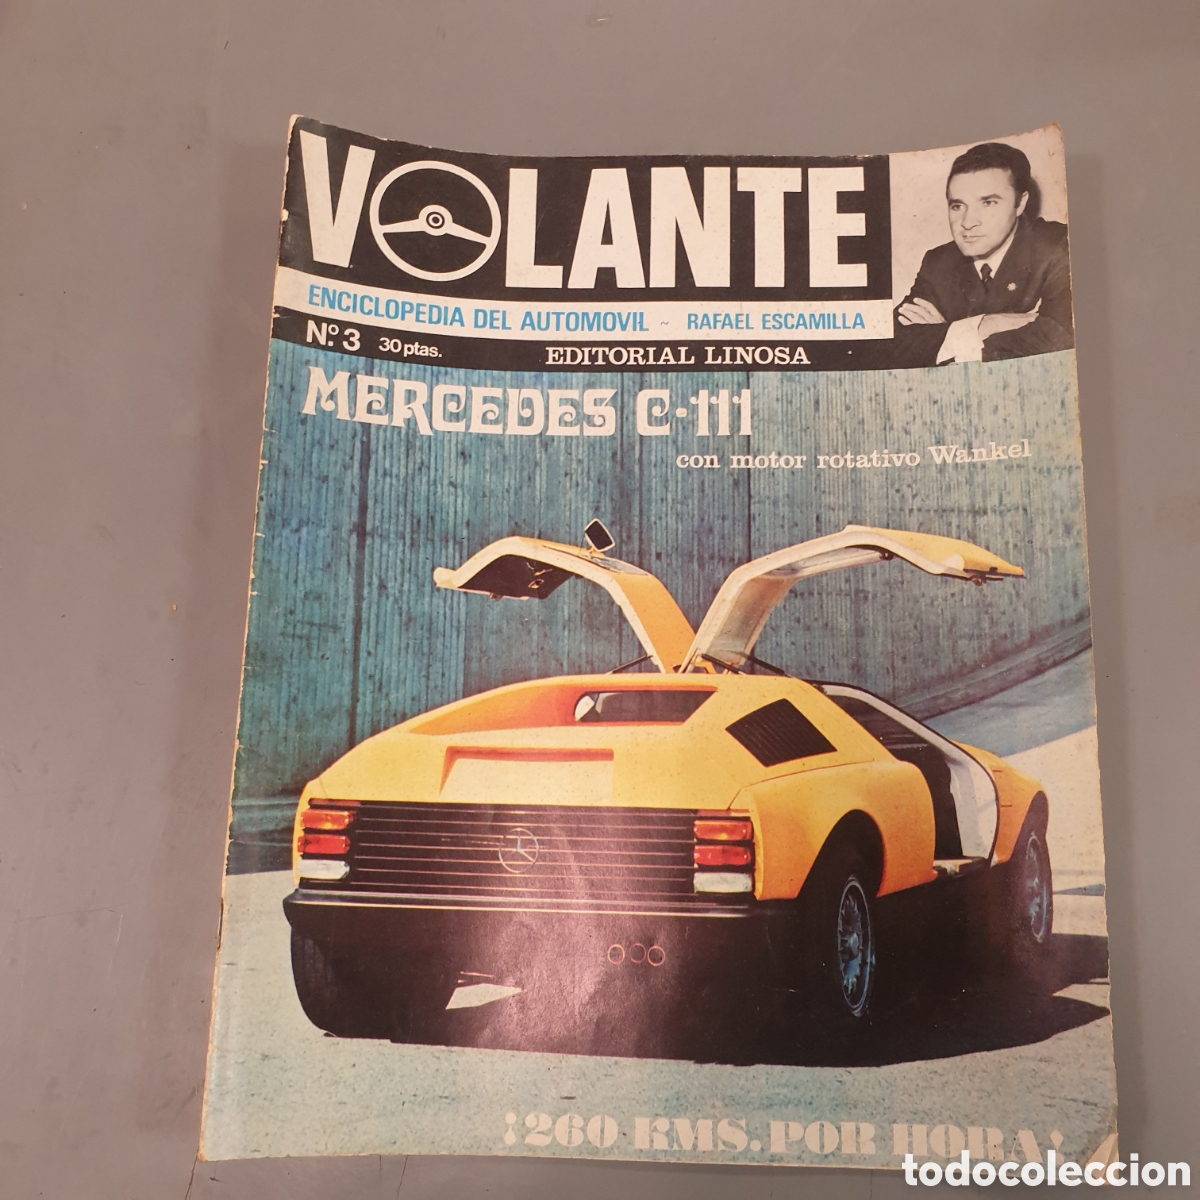 VOLANTE
ENCICLOPEDIA DEL AUTOMOVIL ~ RAFAEL ESCAMILLA
Nº.3 30 ptas. EDITORIAL LINOSA
MERCEDES C-111
con motor rotativo Wankel
¡260 KMS. POR HORA!
todocoleccion